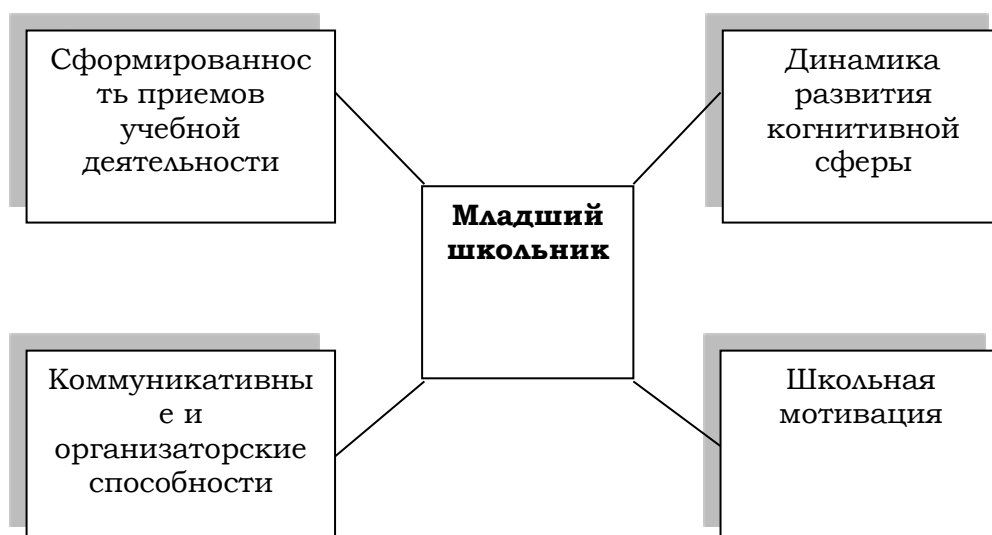 Сформированнос
ть приемов
учебной
деятельности
Динамика
развития
когнитивной
сферы
Младший
школьник
Коммуникативны
е и
организаторские
способности
Школьная
мотивация